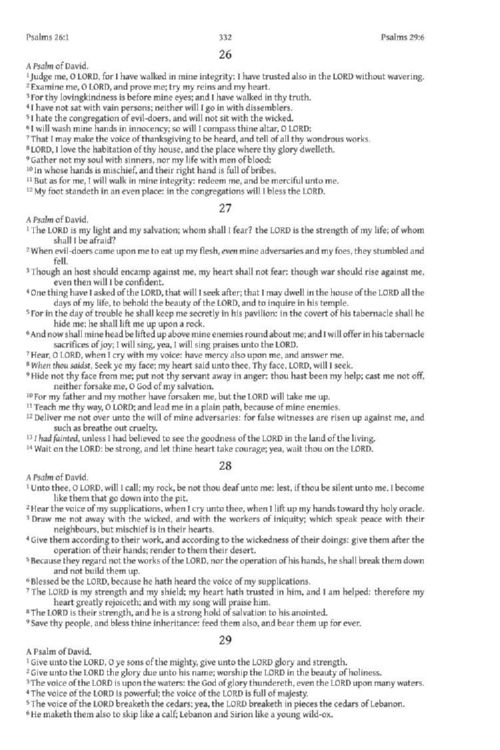 Psalms 26:1 332 Psalms 29:6
26
A Psalm of David.
1 Judge me, O LORD, for I have walked in mine integrity: I have trusted also in the LORD without wavering.
2 Examine me, O LORD, and prove me; try my reins and my heart.
3 For thy lovingkindness is before mine eyes; and I have walked in thy truth.
4 I have not sat with vain persons; neither will I go in with dissemblers.
5 I hate the congregation of evil-doers, and will not sit with the wicked.
6 I will wash mine hands in innocency; so will I compass thine altar, O LORD:
7 That I may make the voice of thanksgiving to be heard, and tell of all thy wondrous works.
8 LORD, I love the habitation of thy house, and the place where thy glory dwelleth.
9 Gather not my soul with sinners, nor my life with men of blood:
10 In whose hands is mischief, and their right hand is full of bribes.
11 But as for me, I will walk in mine integrity: redeem me, and be merciful unto me.
12 My foot standeth in an even place: in the congregations will I bless the LORD.
27
A Psalm of David.
1 The LORD is my light and my salvation; whom shall I fear? the LORD is the strength of my life; of whom
shall I be afraid?
2 When evil-doers came upon me to eat up my flesh, even mine adversaries and my foes, they stumbled and
fell.
3 Though an host should encamp against me, my heart shall not fear: though war should rise against me,
even then will I be confident.
4 One thing have I asked of the LORD, that will I seek after; that I may dwell in the house of the LORD all the
days of my life, to behold the beauty of the LORD, and to inquire in his temple.
5 For in the day of trouble he shall keep me secretly in his pavilion: in the covert of his tabernacle shall he
hide me; he shall lift me up upon a rock.
6 And now shall mine head be lifted up above mine enemies round about me; and I will offer in his tabernacle
sacrifices of joy; I will sing, yea, I will sing praises unto the LORD.
7 Hear, O LORD, when I cry with my voice: have mercy also upon me, and answer me.
8 When thou saidst, Seek ye my face; my heart said unto thee, Thy face, LORD, will I seek.
9 Hide not thy face from me; put not thy servant away in anger: thou hast been my help; cast me not off,
neither forsake me, O God of my salvation.
10 For my father and my mother have forsaken me, but the LORD will take me up.
11 Teach me thy way, O LORD; and lead me in a plain path, because of mine enemies.
12 Deliver me not over unto the will of mine adversaries: for false witnesses are risen up against me, and
such as breathe out cruelty.
13 I had fainted, unless I had believed to see the goodness of the LORD in the land of the living.
14 Wait on the LORD: be strong, and let thine heart take courage; yea, wait thou on the LORD.
28
A Psalm of David.
1 Unto thee, O LORD, will I call; my rock, be not thou deaf unto me: lest, if thou be silent unto me, I become
like them that go down into the pit.
2 Hear the voice of my supplications, when I cry unto thee, when I lift up my hands toward thy holy oracle.
3 Draw me not away with the wicked, and with the workers of iniquity; which speak peace with their
neighbours, but mischief is in their hearts.
4 Give them according to their work, and according to the wickedness of their doings: give them after the
operation of their hands; render to them their desert.
5 Because they regard not the works of the LORD, nor the operation of his hands, he shall break them down
and not build them up.
6 Blessed be the LORD, because he hath heard the voice of my supplications.
7 The LORD is my strength and my shield; my heart hath trusted in him, and I am helped: therefore my
heart greatly rejoiceth; and with my song will praise him.
8 The LORD is their strength, and he is a strong hold of salvation to his anointed.
9 Save thy people, and bless thine inheritance: feed them also, and bear them up for ever.
29
A Psalm of David.
1 Give unto the LORD, O ye sons of the mighty, give unto the LORD glory and strength.
2 Give unto the LORD the glory due unto his name; worship the LORD in the beauty of holiness.
3 The voice of the LORD is upon the waters: the God of glory thundereth, even the LORD upon many waters.
4 The voice of the LORD is powerful; the voice of the LORD is full of majesty.
5 The voice of the LORD breaketh the cedars; yea, the LORD breaketh in pieces the cedars of Lebanon.
6 He maketh them also to skip like a calf; Lebanon and Sirion like a young wild-ox.